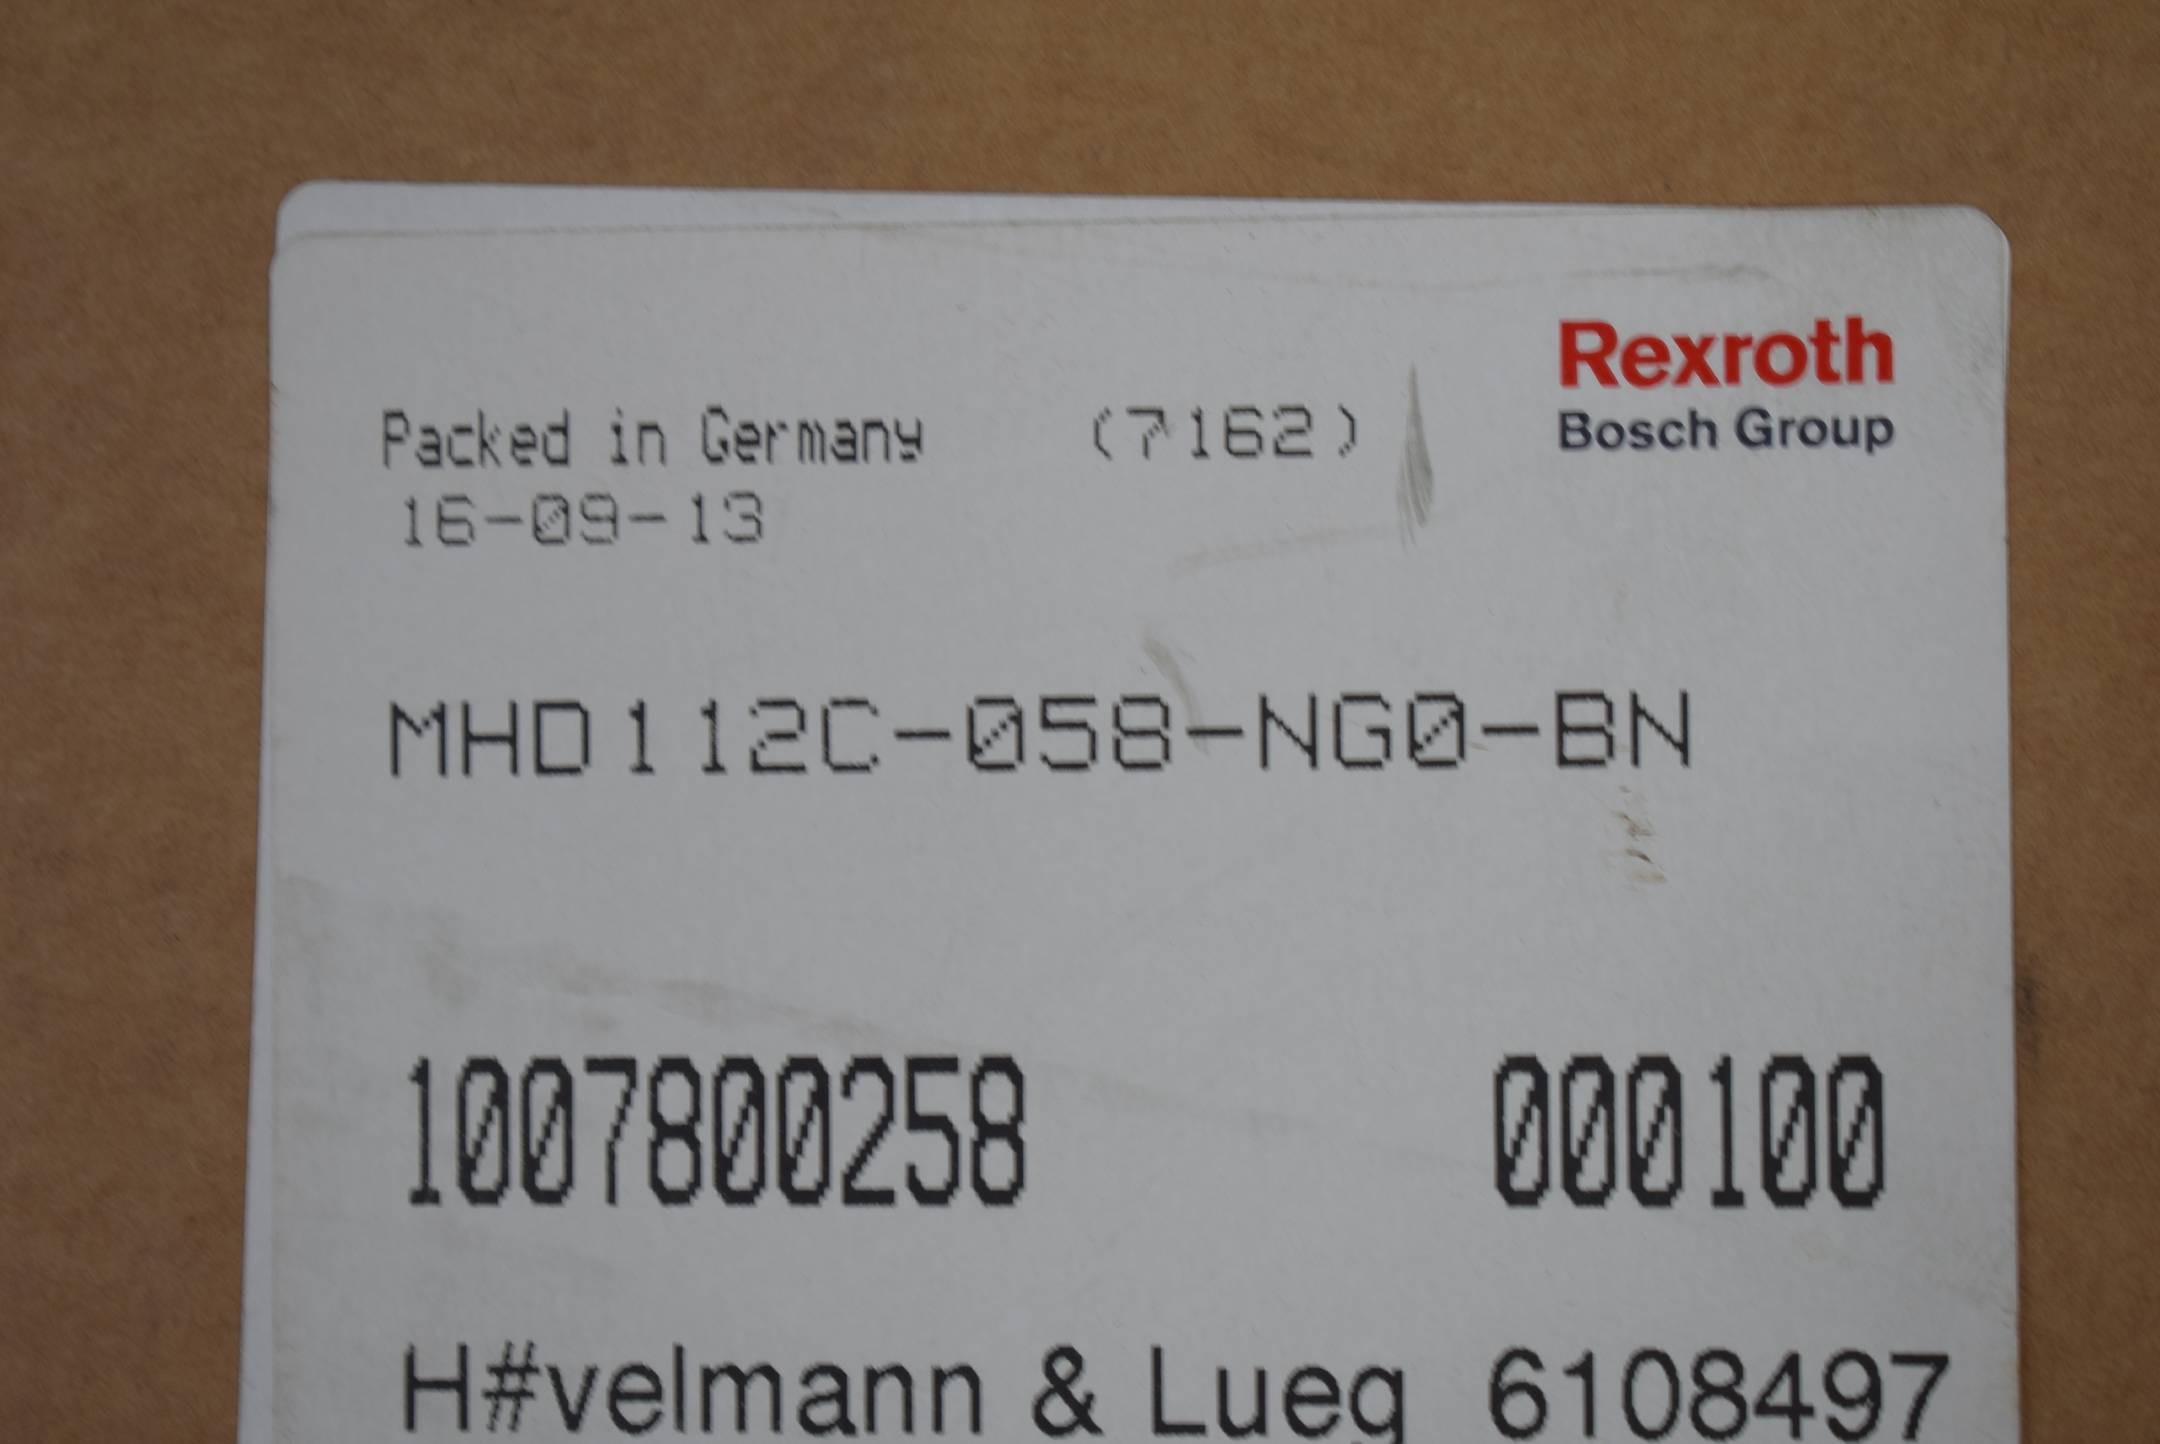 Rexroth
Bosch Group
Packed in Germany (7162)
16-09-13
MHD112C-058-NG0-BN
1007800258 000100
H#velmann & Lueg 6108497